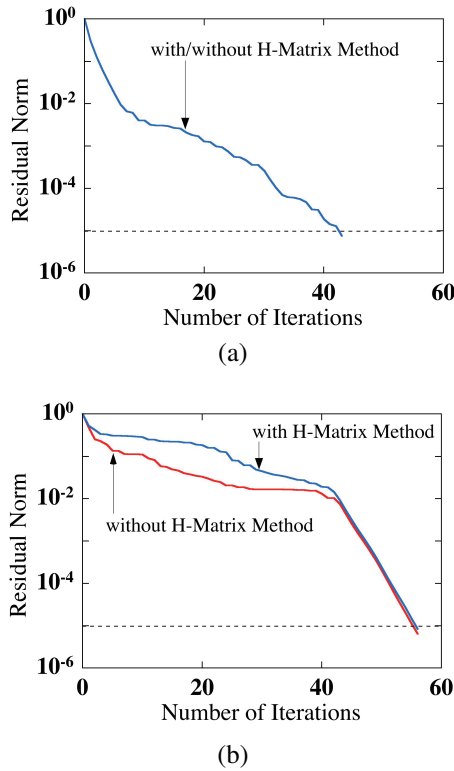 10^0
with/without H-Matrix Method
10^-2
Residual Norm
10^-4
10^-6
0 20 40 60
Number of Iterations
(a)
10^0
with H-Matrix Method
10^-2
without H-Matrix Method
Residual Norm
10^-4
10^-6
0 20 40 60
Number of Iterations
(b)